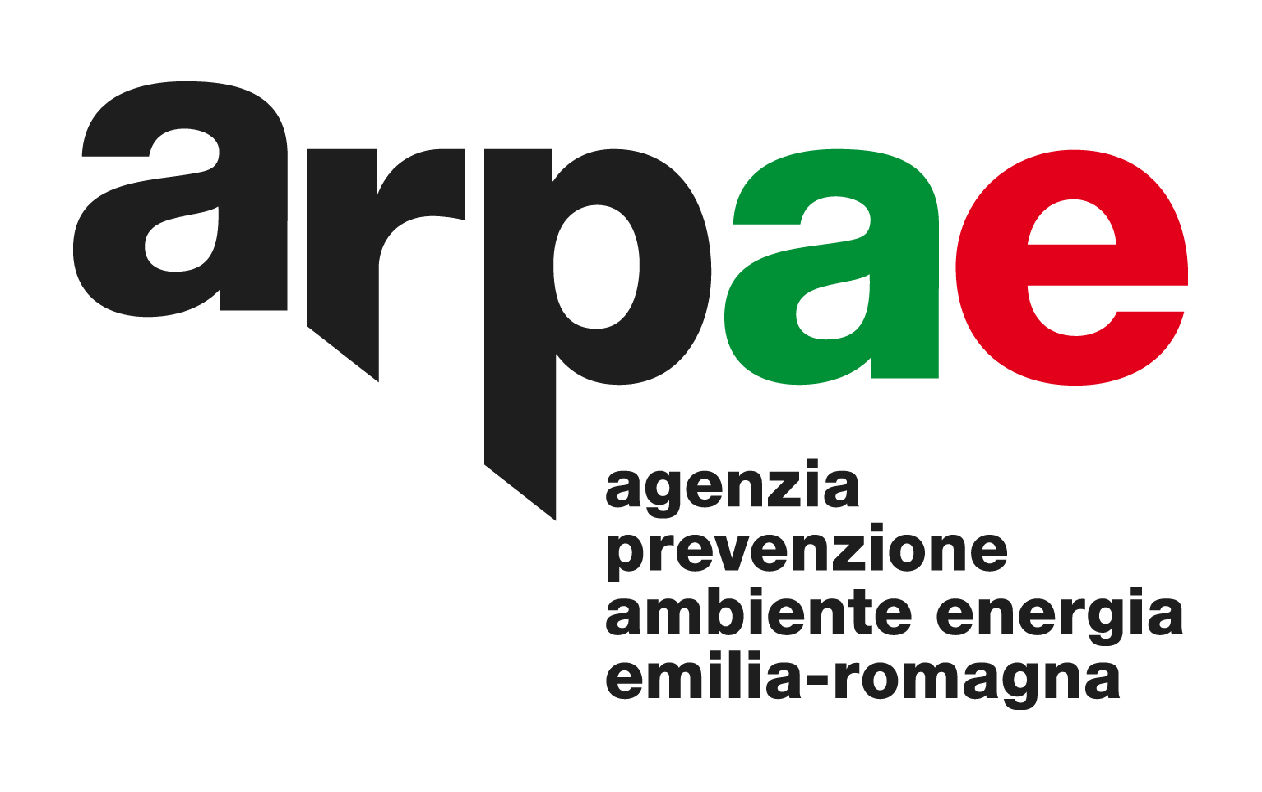 arpae
agenzia
prevenzione
ambiente energia
emilia-romagna